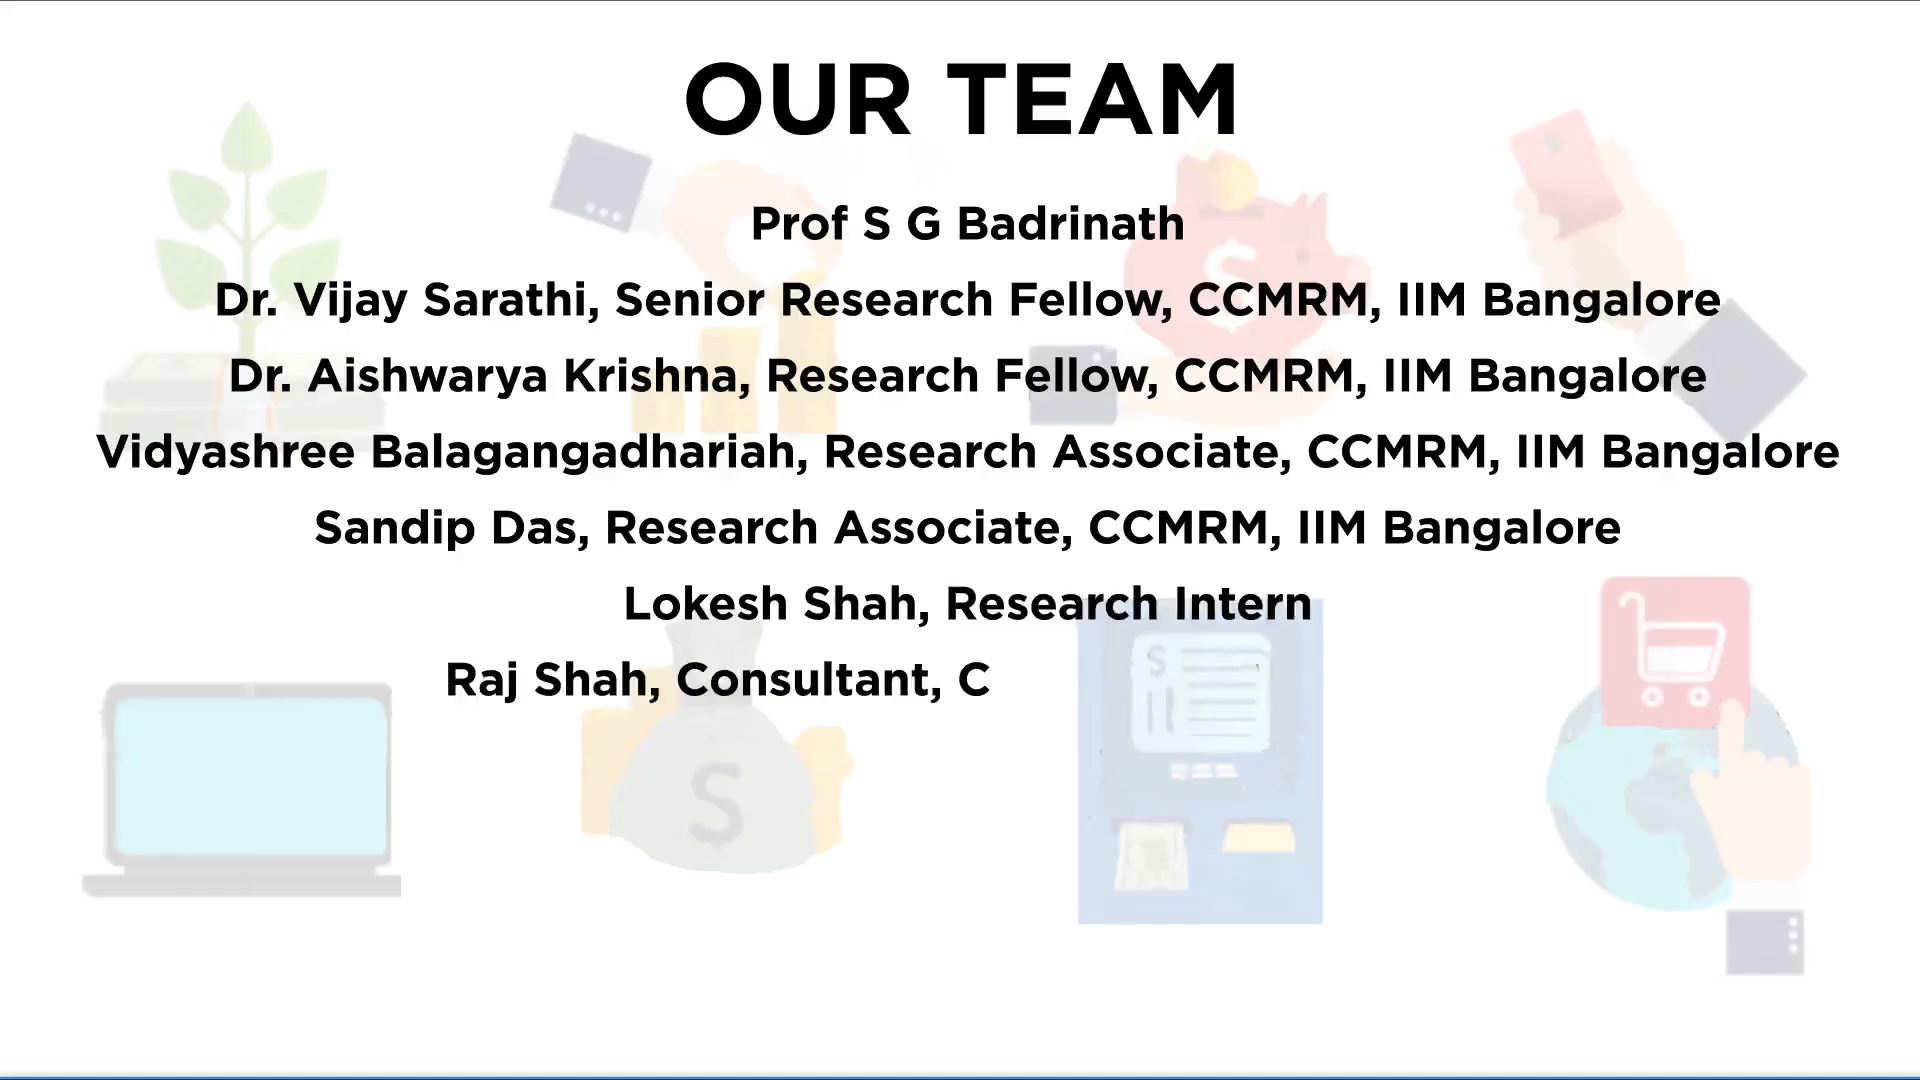 OUR TEAM
Prof S G Badrinath
Dr. Vijay Sarathi, Senior Research Fellow, CCMRM, IIM Bangalore
Dr. Aishwarya Krishna, Research Fellow, CCMRM, IIM Bangalore
Vidyashree Balagangadhariah, Research Associate, CCMRM, IIM Bangalore
Sandip Das, Research Associate, CCMRM, IIM Bangalore
Lokesh Shah, Research Intern
Raj Shah, Consultant, C
$
$
S